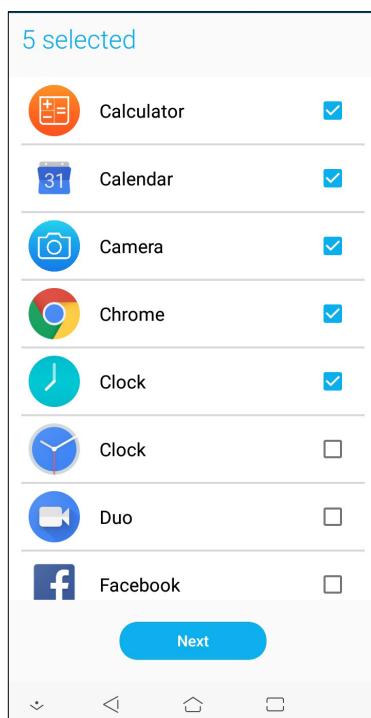 5 selected
Calculator
31
Calendar
Camera
Chrome
Clock
Clock
Duo
f
Facebook
Next